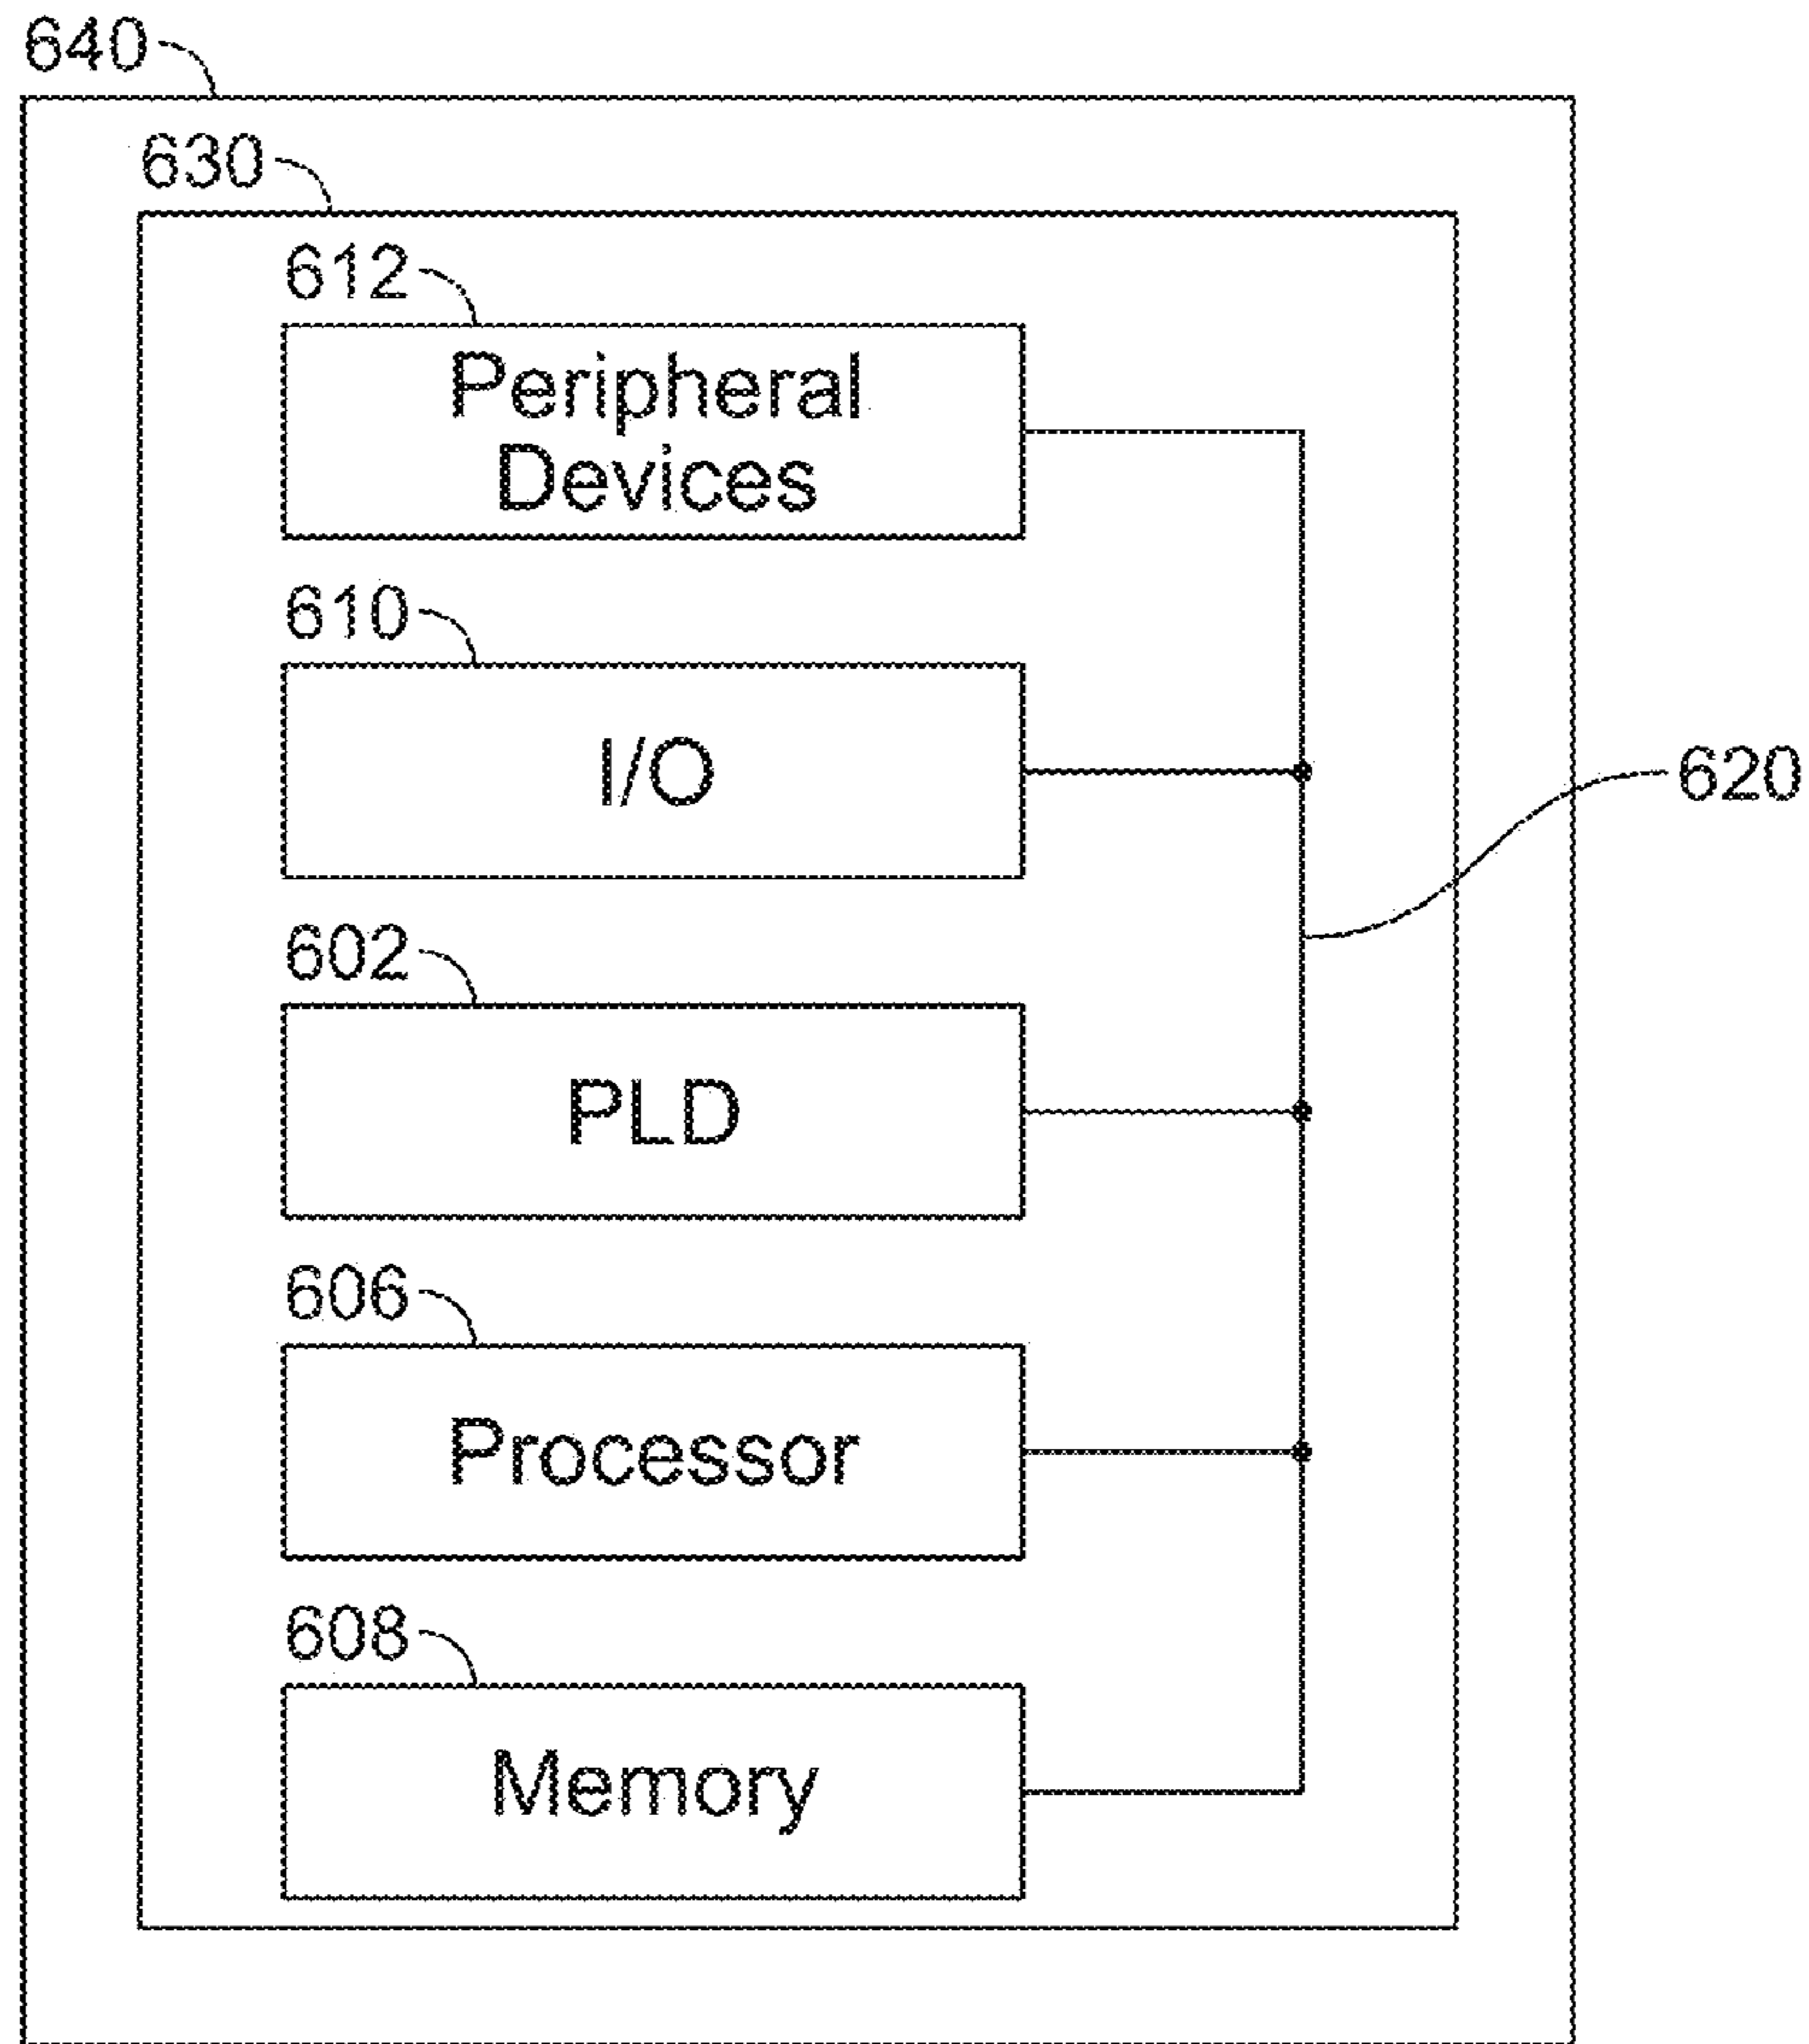 640
630
612
Peripheral
Devices
610
I/O
620
602
PLD
606
Processor
608
Memory